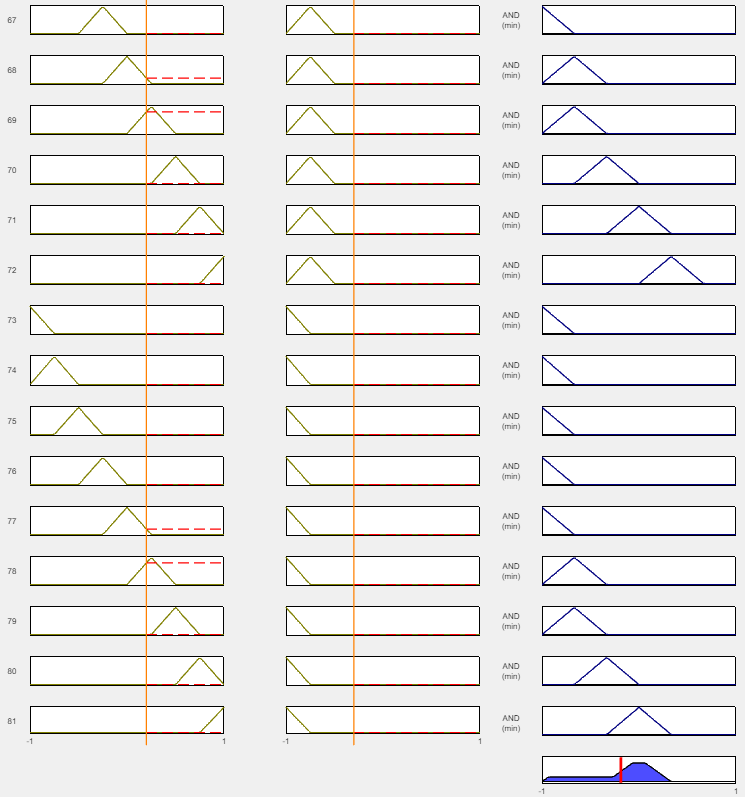 67 AND
(min)
68 AND
(min)
69 AND
(min)
70 AND
(min)
71 AND
(min)
72 AND
(min)
73 AND
(min)
74 AND
(min)
75 AND
(min)
76 AND
(min)
77 AND
(min)
78 AND
(min)
79 AND
(min)
80 AND
(min)
81 AND
(min)
-1 1 -1 1
-1 1